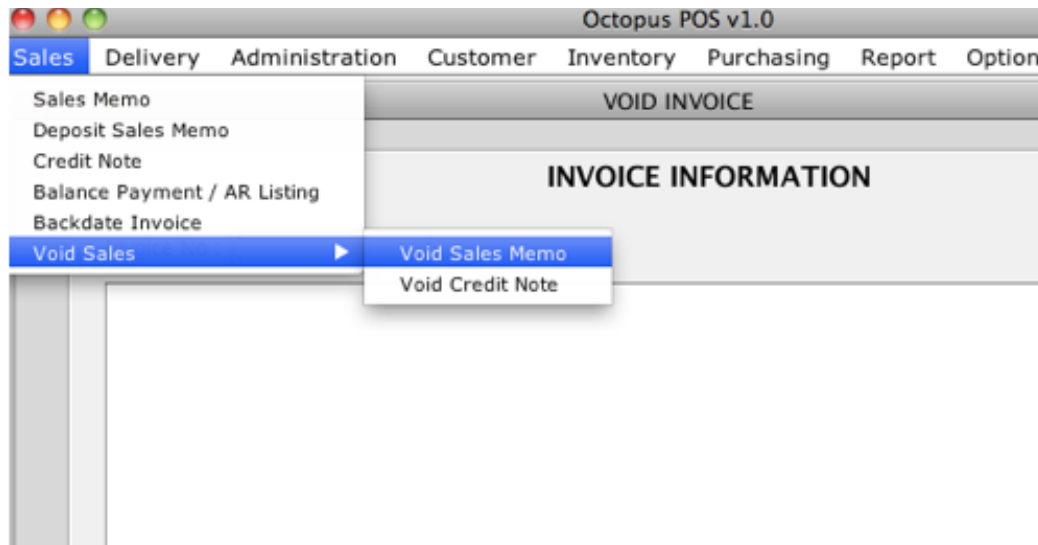 Octopus POS v1.0
Sales Delivery Administration Customer Inventory Purchasing Report Option
VOID INVOICE
INVOICE INFORMATION
Sales Memo
Deposit Sales Memo
Credit Note
Balance Payment / AR Listing
Backdate Invoice
Void Sales
Void Sales Memo
Void Credit Note